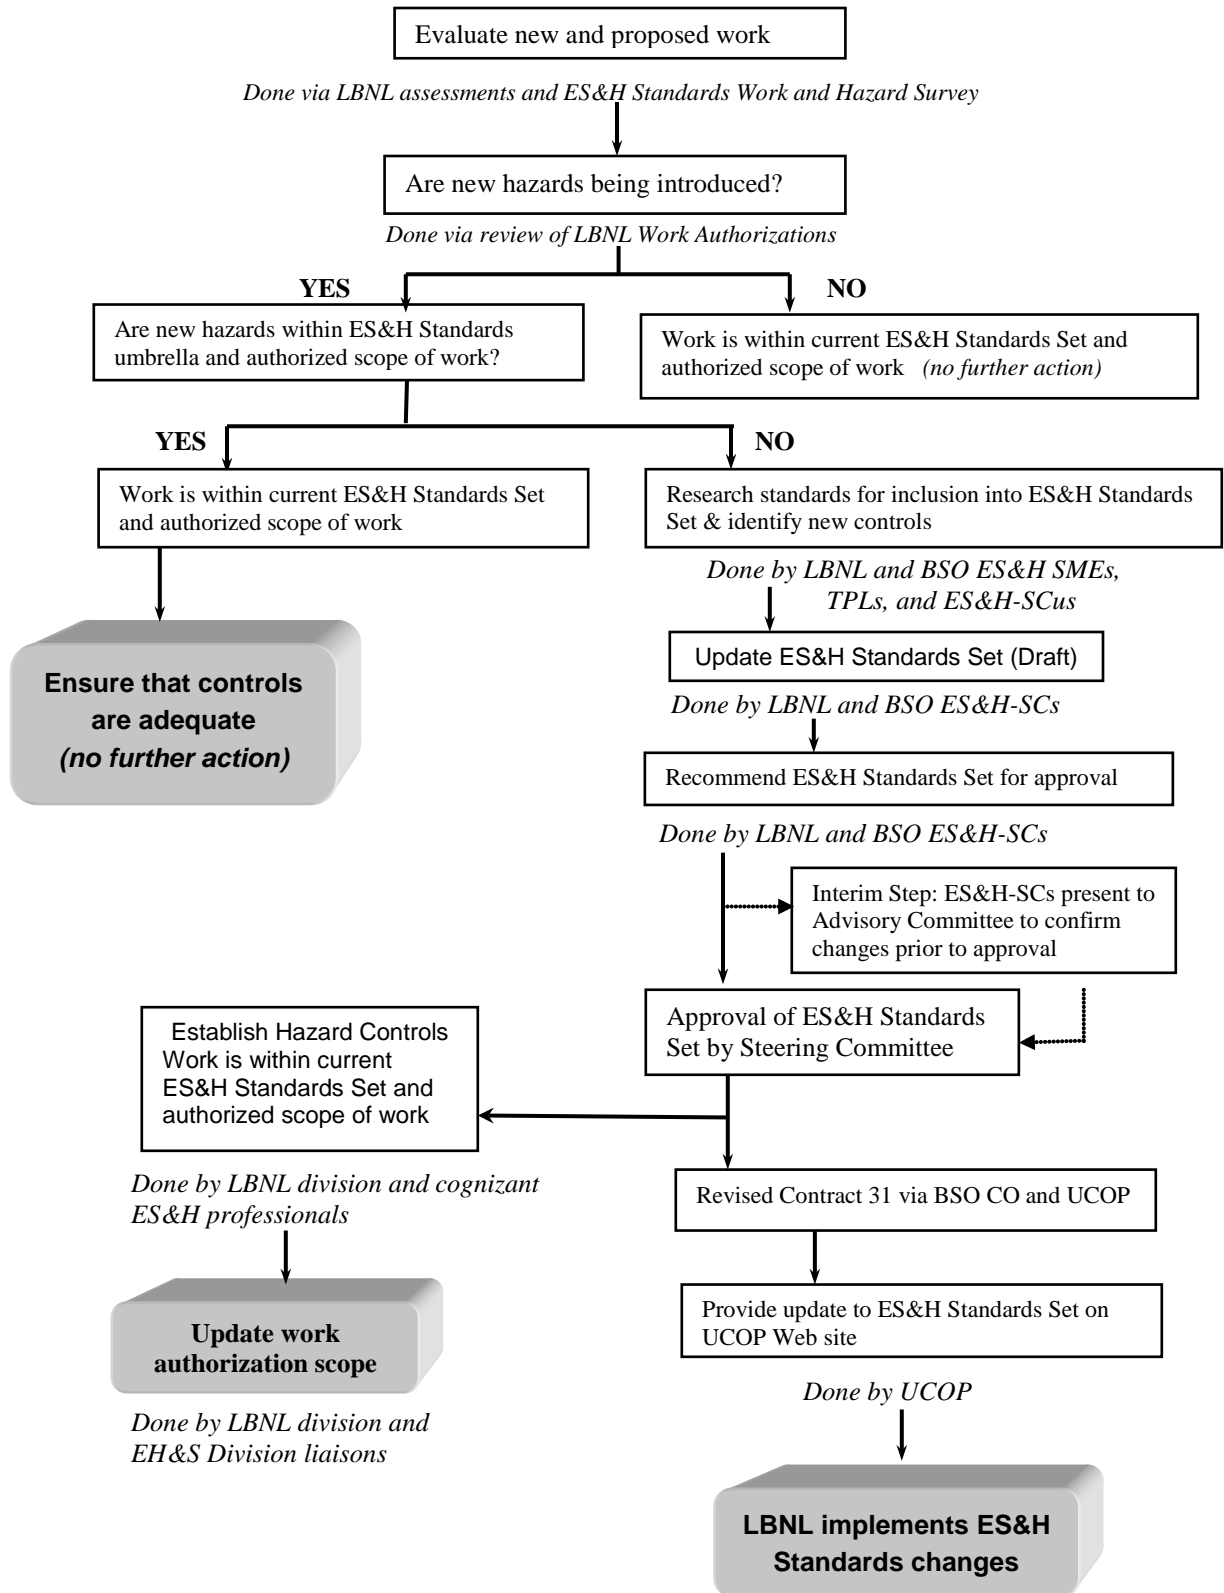 Evaluate new and proposed work
Done via LBNL assessments and ES&H Standards Work and Hazard Survey
Are new hazards being introduced?
Done via review of LBNL Work Authorizations
YES
NO
Are new hazards within ES&H Standards
umbrella and authorized scope of work?
Work is within current ES&H Standards Set and
authorized scope of work (no further action)
YES
NO
Work is within current ES&H Standards Set
and authorized scope of work
Research standards for inclusion into ES&H Standards
Set & identify new controls
Done by LBNL and BSO ES&H SMEs,
TPLs, and ES&H-SCus
Ensure that controls
are adequate
(no further action)
Update ES&H Standards Set (Draft)
Done by LBNL and BSO ES&H-SCs
Recommend ES&H Standards Set for approval
Done by LBNL and BSO ES&H-SCs
Interim Step: ES&H-SCs present to
Advisory Committee to confirm
changes prior to approval
Approval of ES&H Standards
Set by Steering Committee
Establish Hazard Controls
Work is within current
ES&H Standards Set and
authorized scope of work
Done by LBNL division and cognizant
ES&H professionals
Revised Contract 31 via BSO CO and UCOP
Provide update to ES&H Standards Set on
UCOP Web site
Update work
authorization scope
Done by UCOP
Done by LBNL division and
EH&S Division liaisons
LBNL implements ES&H
Standards changes